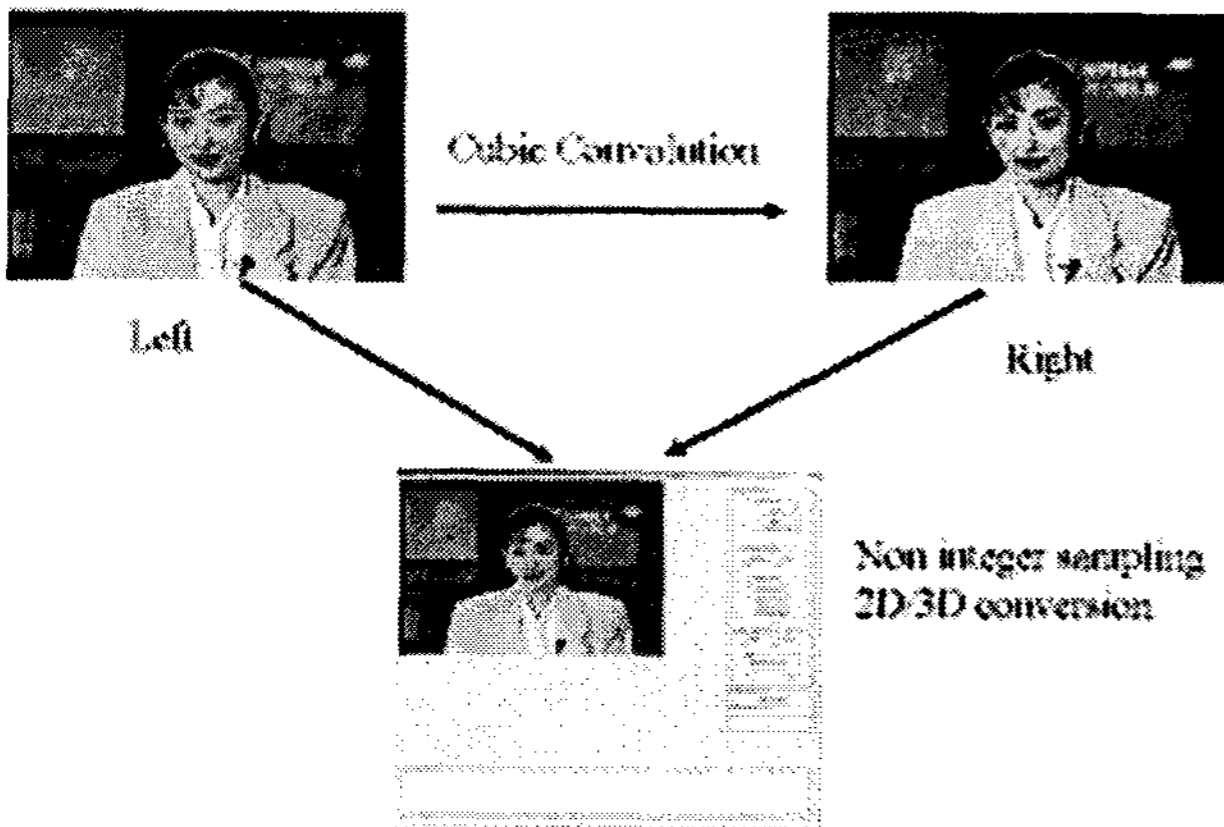 Cubic Convolution
Left
Right
Non integer sampling
2D/3D conversion